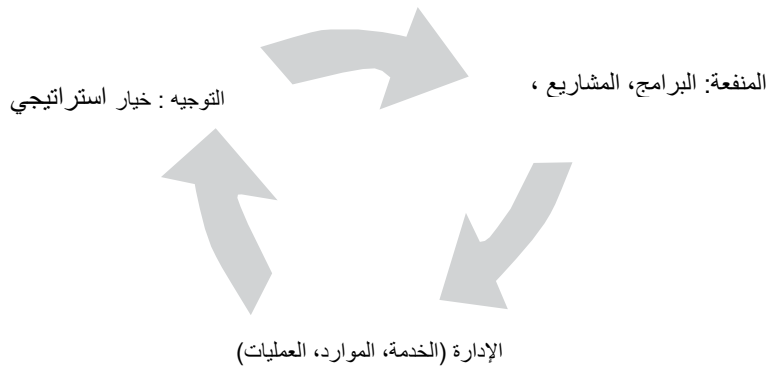 المنفعة: البرامج، المشاريع ،
التوجيه : خيار استراتيجي
الإدارة (الخدمة، الموارد، العمليات)